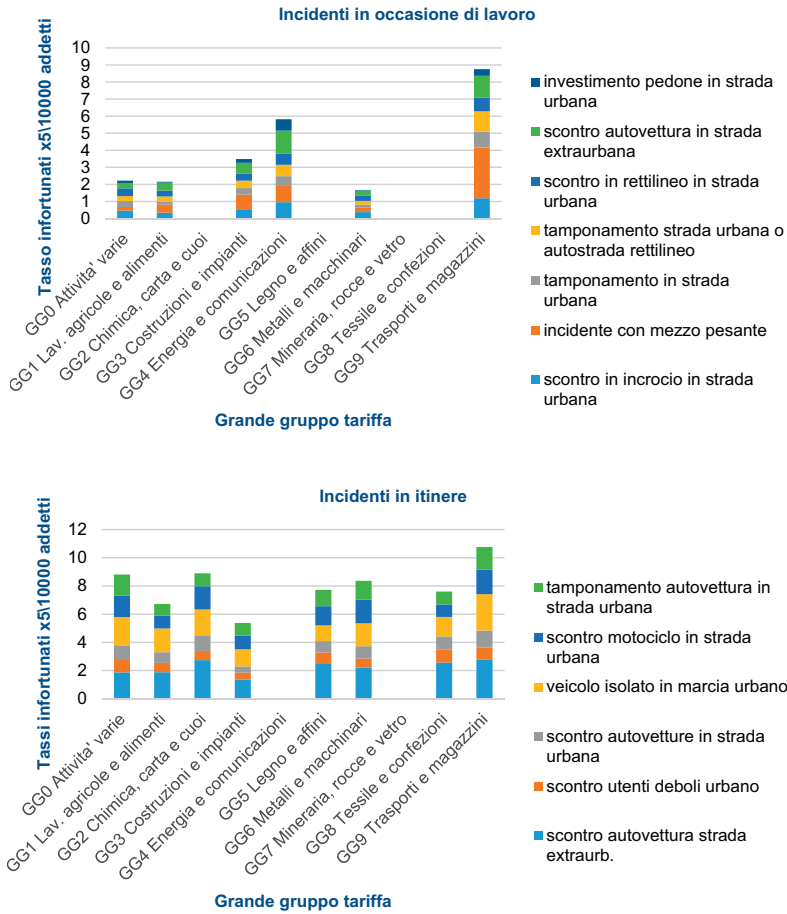 Incidenti in occasione di lavoro
Tasso infortunati x5\10000 addetti
10
9
8
7
6
5
4
3
2
1
0
GG0 Attivita' varie
GG1 Lav. agricole e alimenti
GG2 Chimica, carta e cuoi
GG3 Costruzioni e impianti
GG4 Energia e comunicazioni
GG5 Legno e affini
GG6 Metalli e macchinari
GG7 Mineraria, rocce e vetro
GG8 Tessile e confezioni
GG9 Trasporti e magazzini
Grande gruppo tariffa
investimento pedone in strada
urbana
scontro autovettura in strada
extraurbana
scontro in rettilineo in strada
urbana
tamponamento strada urbana o
autostrada rettilineo
tamponamento in strada
urbana
incidente con mezzo pesante
scontro in incrocio in strada
urbana
Incidenti in itinere
Tassi infortunati x5\10000 addetti
12
10
8
6
4
2
0
GG0 Attivita' varie
GG1 Lav. agricole e alimenti
GG2 Chimica, carta e cuoi
GG3 Costruzioni e impianti
GG4 Energia e comunicazioni
GG5 Legno e affini
GG6 Metalli e macchinari
GG7 Mineraria, rocce e vetro
GG8 Tessile e confezioni
GG9 Trasporti e magazzini
Grande gruppo tariffa
tamponamento autovettura in
strada urbana
scontro motociclo in strada
urbana
veicolo isolato in marcia urbano
scontro autovetture in strada
urbana
scontro utenti deboli urbano
scontro autovettura strada
extraurb.